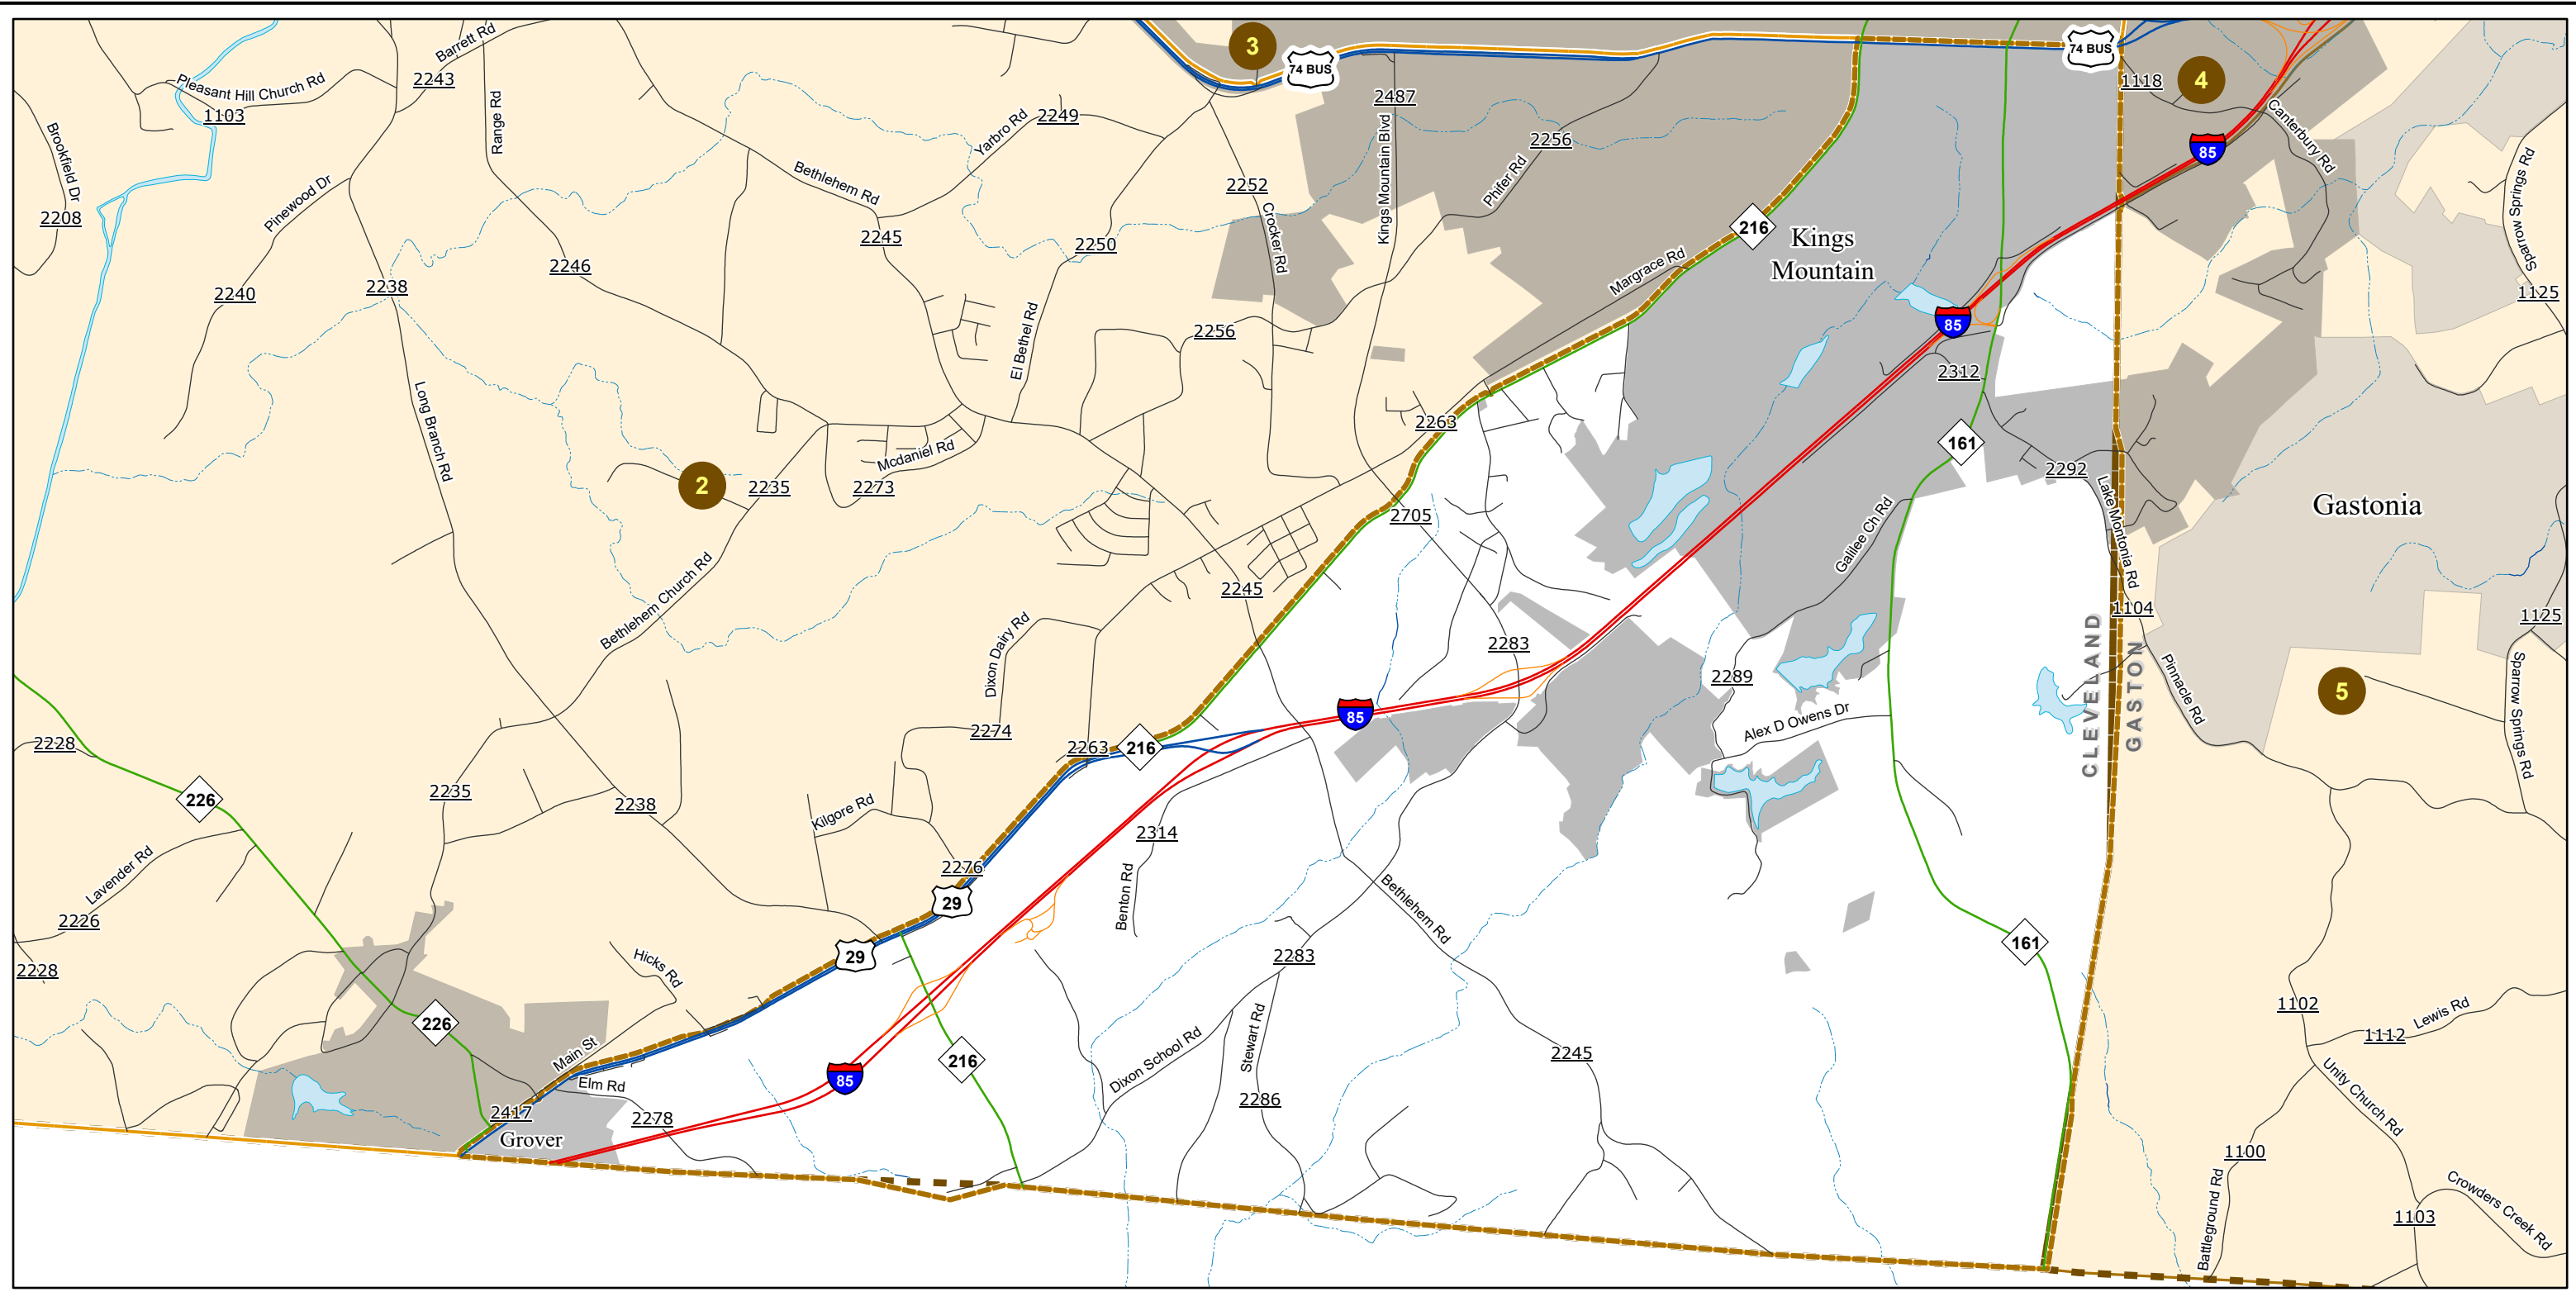 3
74 BUS
74 BUS
4
Barrett Rd
2243
Pleasant Hill Church Rd
1103
Range Rd
Yarbro Rd
2249
2487
2256
1118
Canterbury Rd
85
Brookfield Dr
2208
Pinewood Dr
2240
2238
2246
Bethlehem Rd
2245
2250
2252
Crocker Rd
Kings Mountain Blvd
Phifer Rd
216
Kings
Mountain
Margrace Rd
Sparrow Springs Rd
1125
El Bethel Rd
2256
85
2312
Long Branch Rd
Mcdaniel Rd
2273
2
2235
2263
161
2292
Lake Montonia Rd
Gastonia
2705
Galilee Ch Rd
Bethlehem Church Rd
2245
Dixon Dairy Rd
2283
2289
1104
1125
CLEVELAND
GASTON
Pinnacle Rd
5
Sparrow Springs Rd
2228
2274
2263
216
85
Alex D Owens Dr
226
2235
2238
Kilgore Rd
2314
2276
29
Benton Rd
Bethlehem Rd
Lavender Rd
2226
2228
29
Hicks Rd
2283
161
226
Main St
Elm Rd
2417
Grover
2278
85
216
Dixon School Rd
Stewart Rd
2286
2245
1102
1112
Lewis Rd
Unity Church Rd
1100
Battleground Rd
1103
Crowders Creek Rd